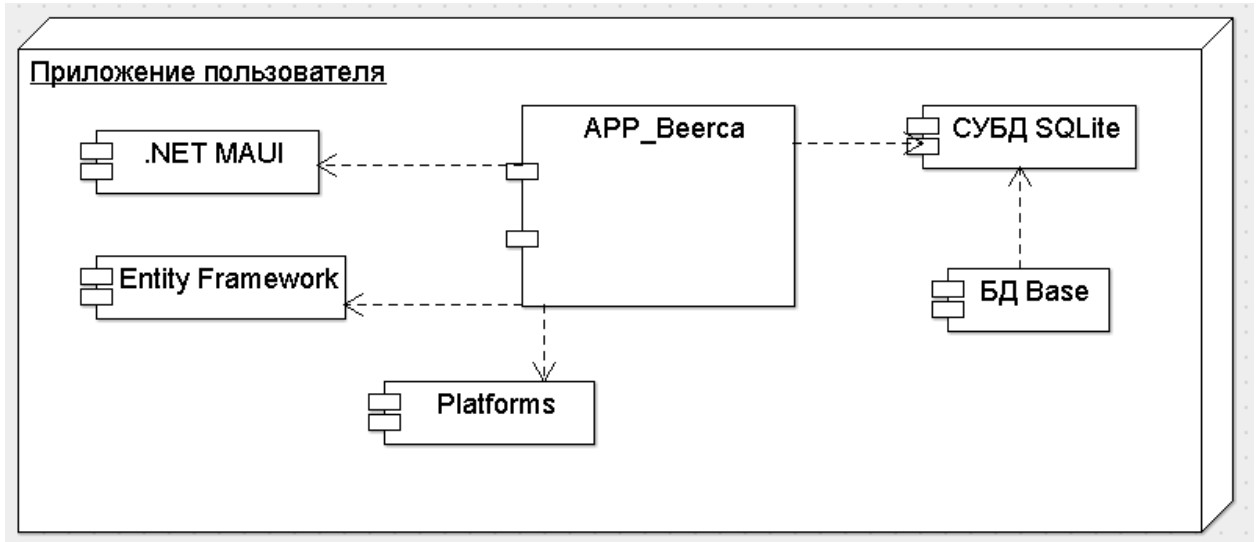 Приложение пользователя
APP_Beerca
СУБД SQLite
.NET MAUI
Entity Framework
БД Base
Platforms